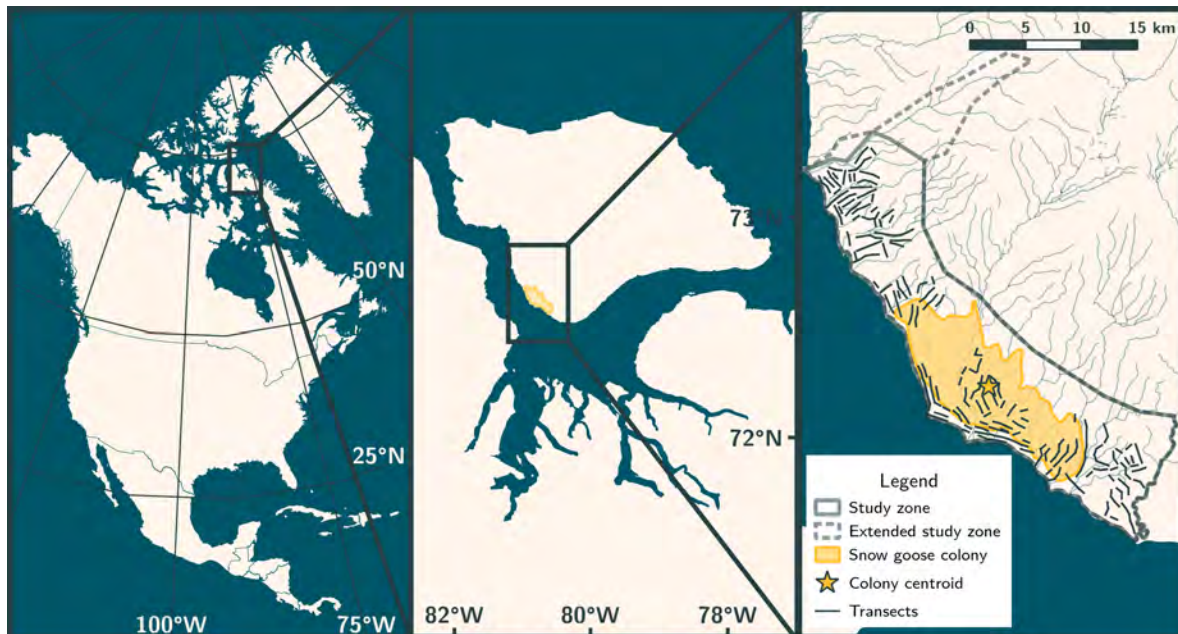 50°N
25°N
100°W
75°W
73°N
72°N
82°W
80°W
78°W
0 5 10 15 km
Legend
Study zone
Extended study zone
Snow goose colony
Colony centroid
Transects